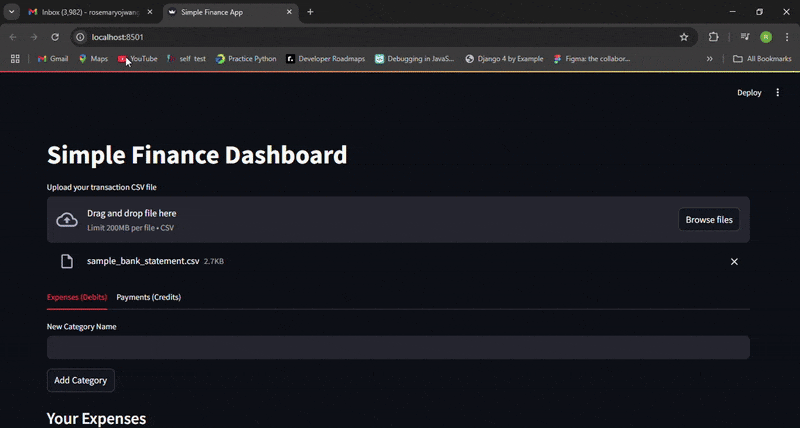 Inbox (3,982) - rosemaryojwang
Simple Finance App
localhost:8501
Gmail Maps YouTube self test Practice Python Developer Roadmaps Debugging in JavaS... Django 4 by Example Figma: the collabor... » All Bookmarks
Deploy
Simple Finance Dashboard
Upload your transaction CSV file
Drag and drop file here
Limit 200MB per file • CSV
Browse files
sample_bank_statement.csv 2.7KB
Expenses (Debits) Payments (Credits)
New Category Name
Add Category
Your Expenses